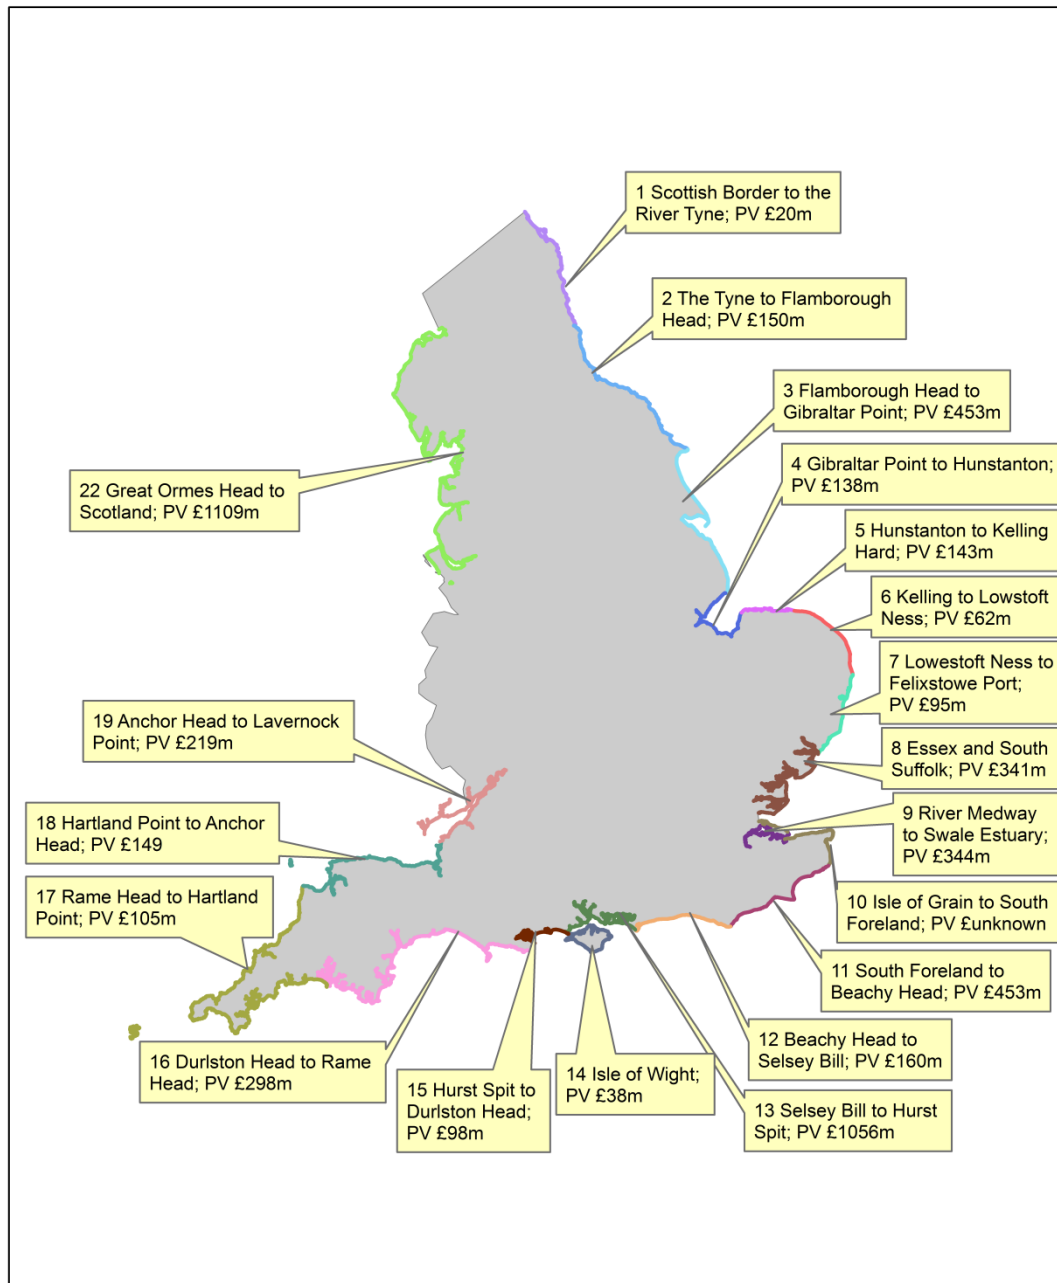 1 Scottish Border to the
River Tyne; PV £20m
2 The Tyne to Flamborough
Head; PV £150m
3 Flamborough Head to
Gibraltar Point; PV £453m
4 Gibraltar Point to Hunstanton;
PV £138m
5 Hunstanton to Kelling
Hard; PV £143m
6 Kelling to Lowstoft
Ness; PV £62m
7 Lowestoft Ness to
Felixstowe Port;
PV £95m
8 Essex and South
Suffolk; PV £341m
9 River Medway
to Swale Estuary;
PV £344m
10 Isle of Grain to South
Foreland; PV £unknown
11 South Foreland to
Beachy Head; PV £453m
12 Beachy Head to
Selsey Bill; PV £160m
13 Selsey Bill to Hurst
Spit; PV £1056m
14 Isle of Wight;
PV £38m
15 Hurst Spit to
Durlston Head;
PV £98m
16 Durlston Head to Rame
Head; PV £298m
17 Rame Head to Hartland
Point; PV £105m
18 Hartland Point to Anchor
Head; PV £149
19 Anchor Head to Lavernock
Point; PV £219m
22 Great Ormes Head to
Scotland; PV £1109m